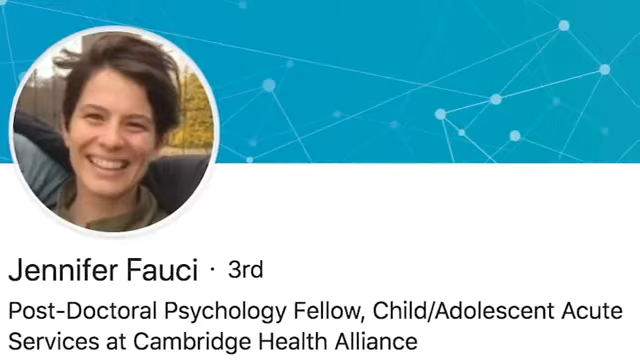 Jennifer Fauci · 3rd
Post-Doctoral Psychology Fellow, Child/Adolescent Acute
Services at Cambridge Health Alliance